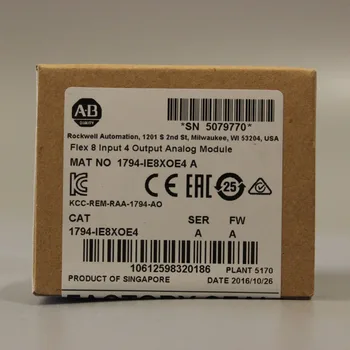 AB
QUALITY
*SN 5079770*
Rockwell Automation, 1201 S 2nd St, Milwaukee, WI 53204, USA
Flex 8 Input 4 Output Analog Module
MAT NO 1794-IE8XOE4 A
25
KCC-REM-RAA-1794-AO
CAT SER FW
1794-IE8XOE4 A A
10612598320186
PLANT 5170
PRODUCT OF SINGAPORE DATE 2016/10/26